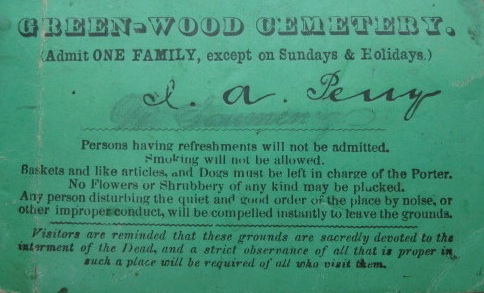 GREEN-WOOD CEMETERY.
(Admit ONE FAMILY, except on Sundays & Holidays.)
J. A. Perry
Persons having refreshments will not be admitted.
Smoking will not be allowed.
Baskets and like articles, and Dogs must be left in charge of the Porter.
No Flowers or Shrubbery of any kind may be plucked.
Any person disturbing the quiet and good order of the place by noise, or
other improper conduct, will be compelled instantly to leave the grounds.
Visitors are reminded that these grounds are sacredly devoted to the
interment of the Dead, and a strict observance of all that is proper in
such a place will be required of all who visit them.